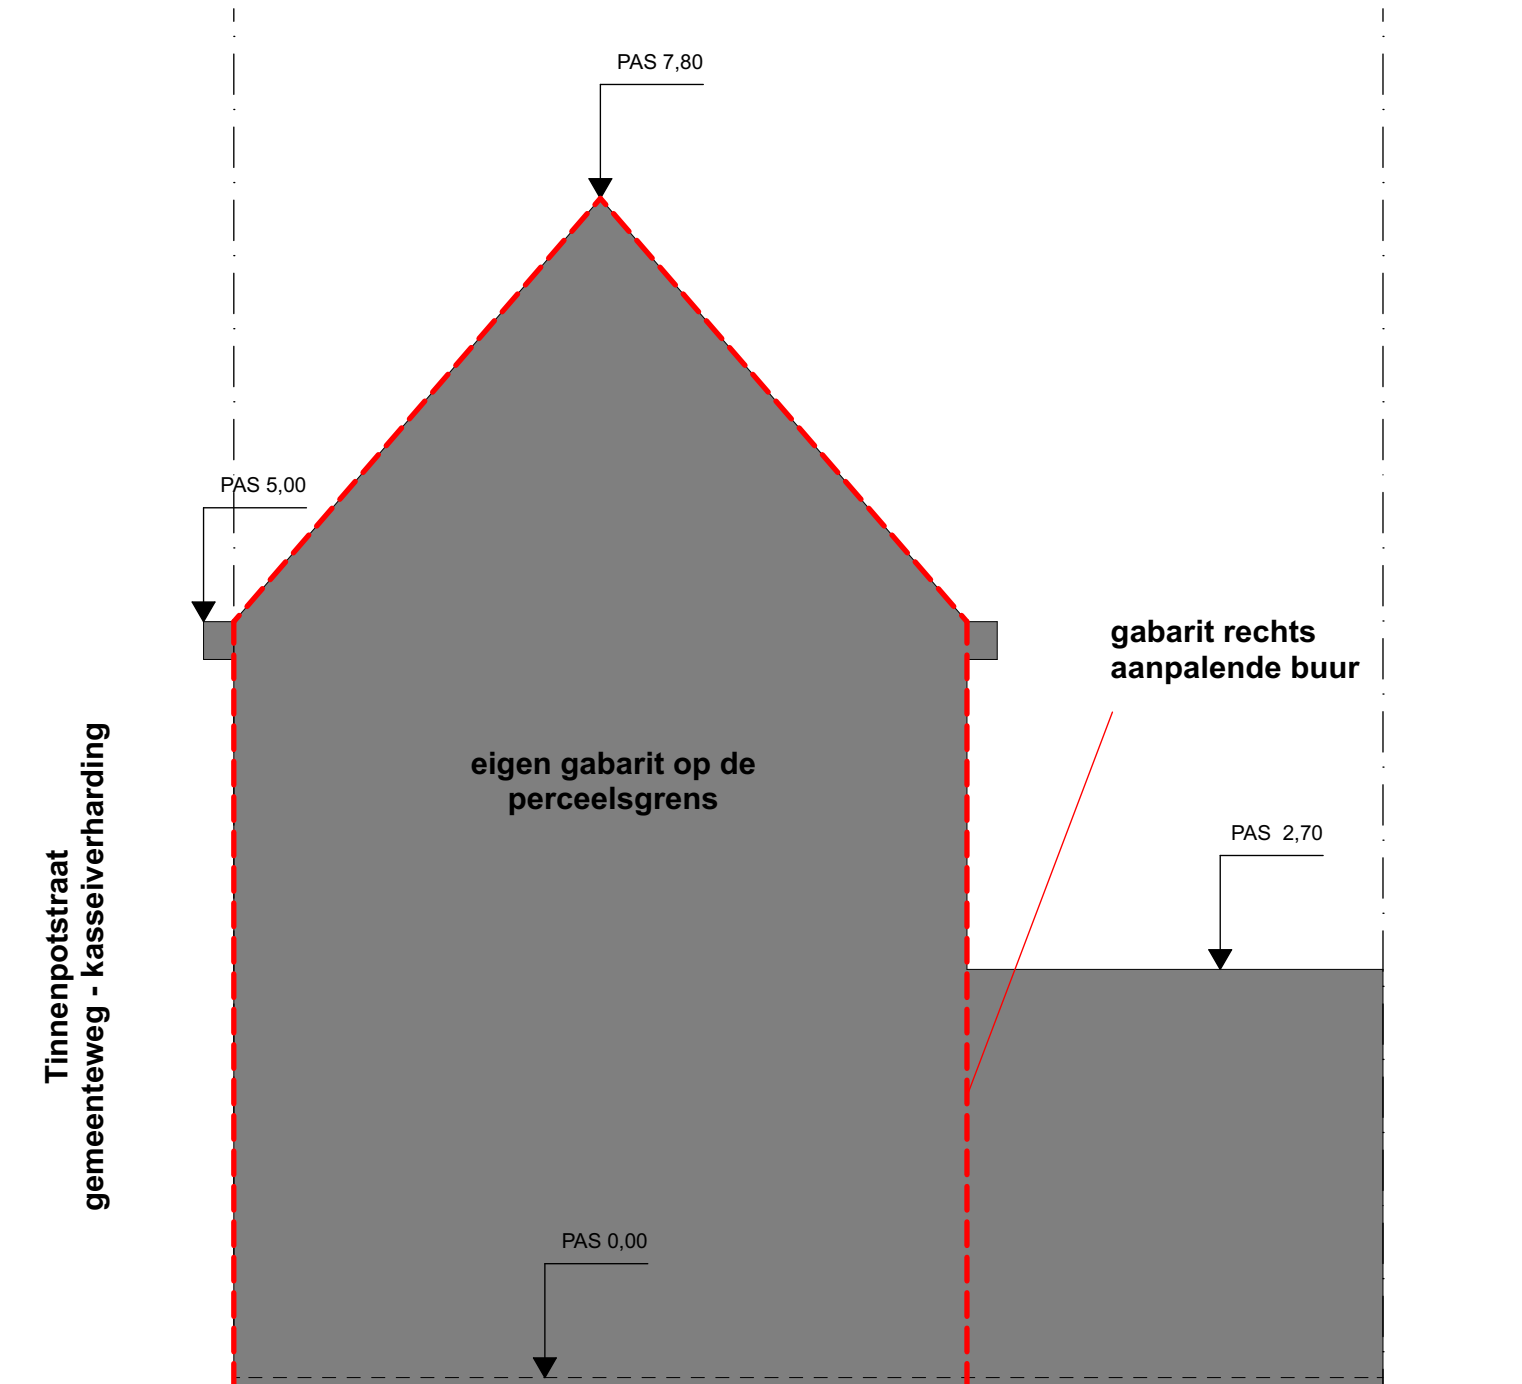 PAS 7,80
PAS 5,00
gabarit rechts
aanpalende buur
eigen gabarit op de
perceelsgrens
PAS  2,70
Tinnenpotstraat
gemeenteweg - kasseiverharding
PAS 0,00